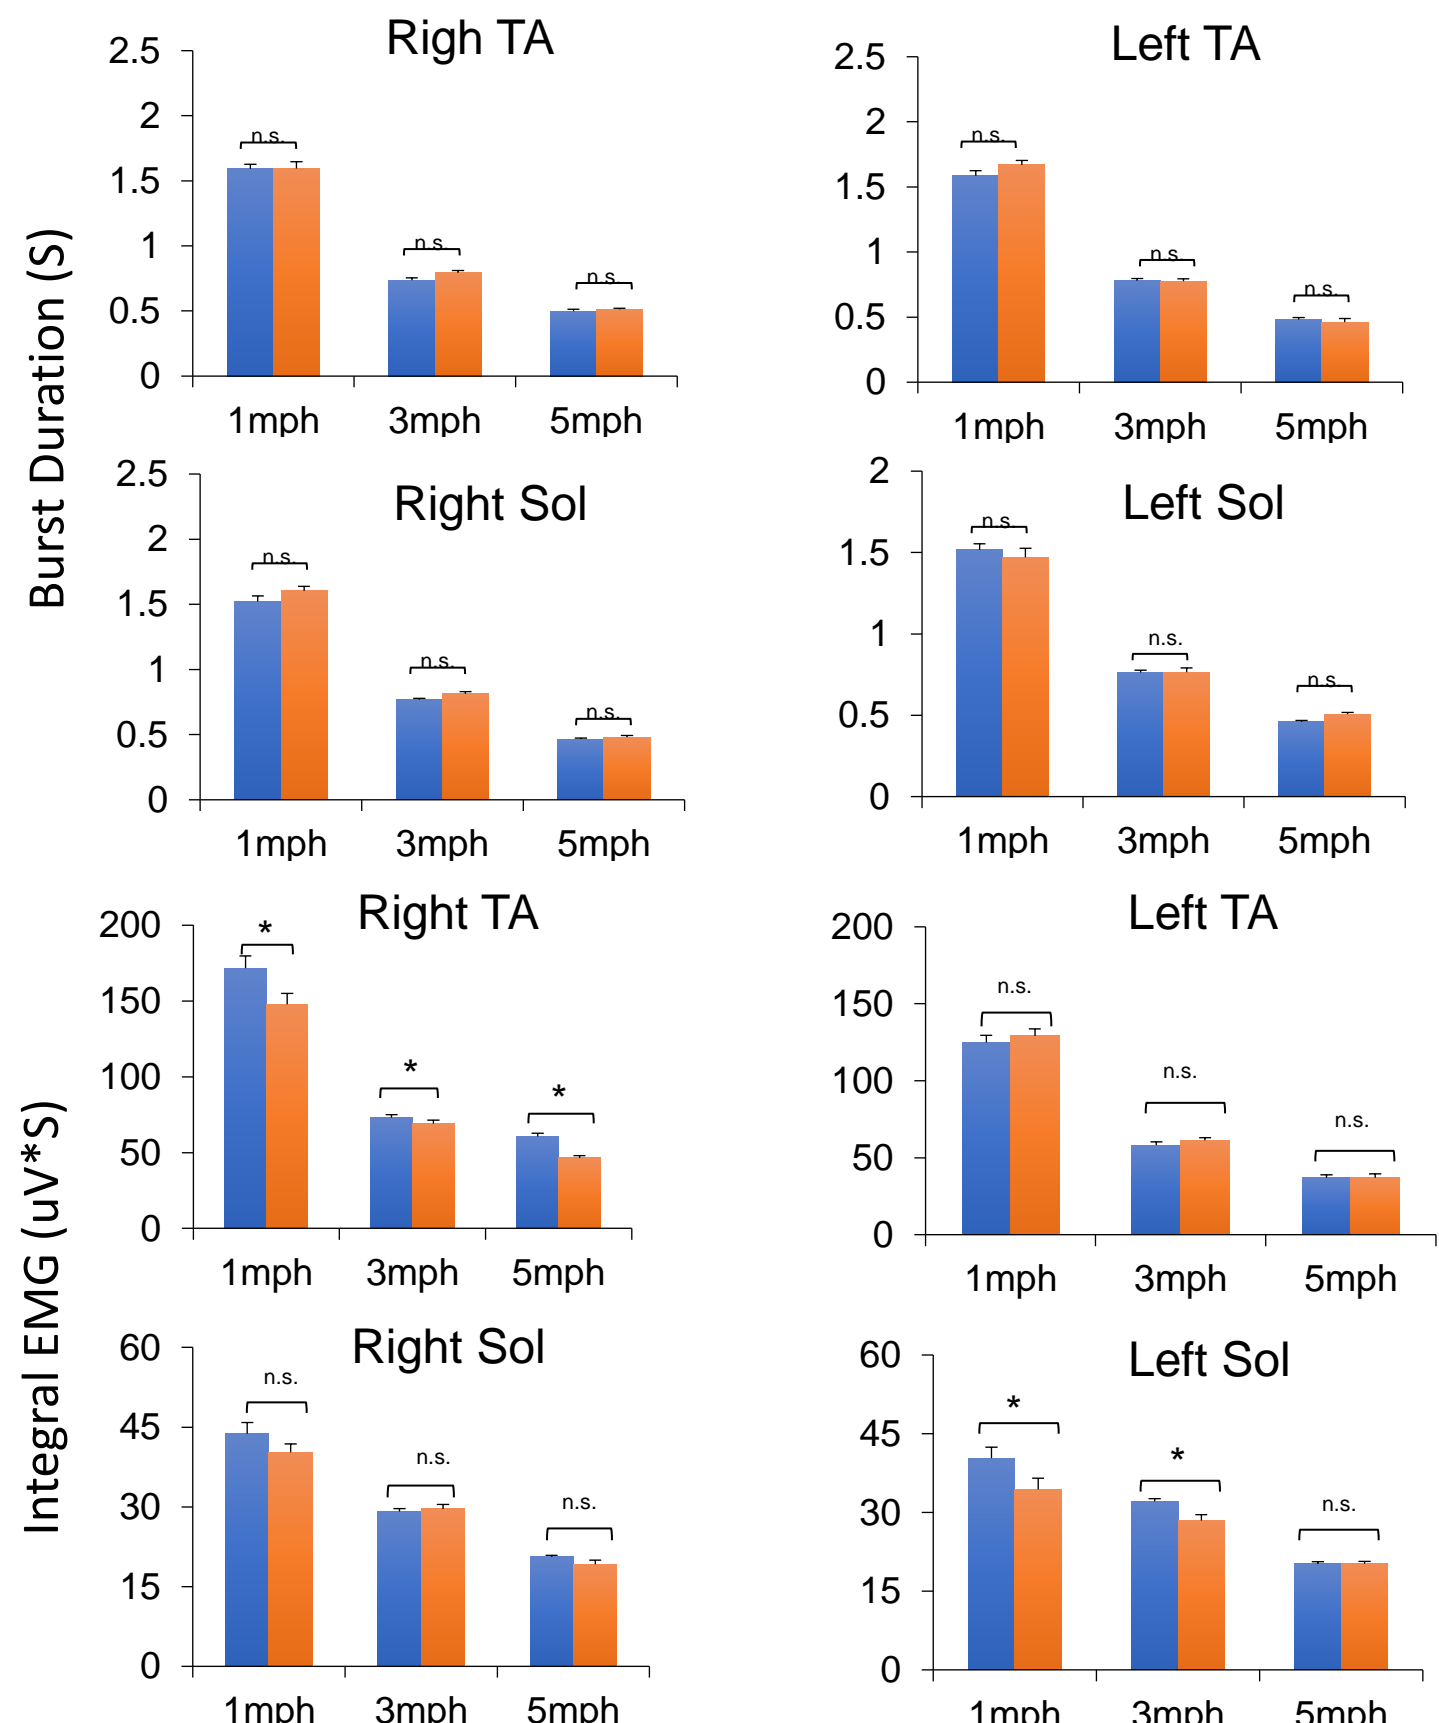 Burst Duration (S)
Righ TA
2.5
2
1.5
1
0.5
0
n.s.
n.s.
n.s.
1mph 3mph 5mph
Left TA
2.5
2
1.5
1
0.5
0
n.s.
n.s.
n.s.
1mph 3mph 5mph
Right Sol
2.5
2
1.5
1
0.5
0
n.s.
n.s.
n.s.
1mph 3mph 5mph
Left Sol
2
1.5
1
0.5
0
n.s.
n.s.
n.s.
1mph 3mph 5mph
Integral EMG (uV*S)
Right TA
200
150
100
50
0
*
*
*
1mph 3mph 5mph
Left TA
200
150
100
50
0
n.s.
n.s.
n.s.
1mph 3mph 5mph
Right Sol
60
45
30
15
0
n.s.
n.s.
n.s.
1mph 3mph 5mph
Left Sol
60
45
30
15
0
*
*
n.s.
1mph 3mph 5mph